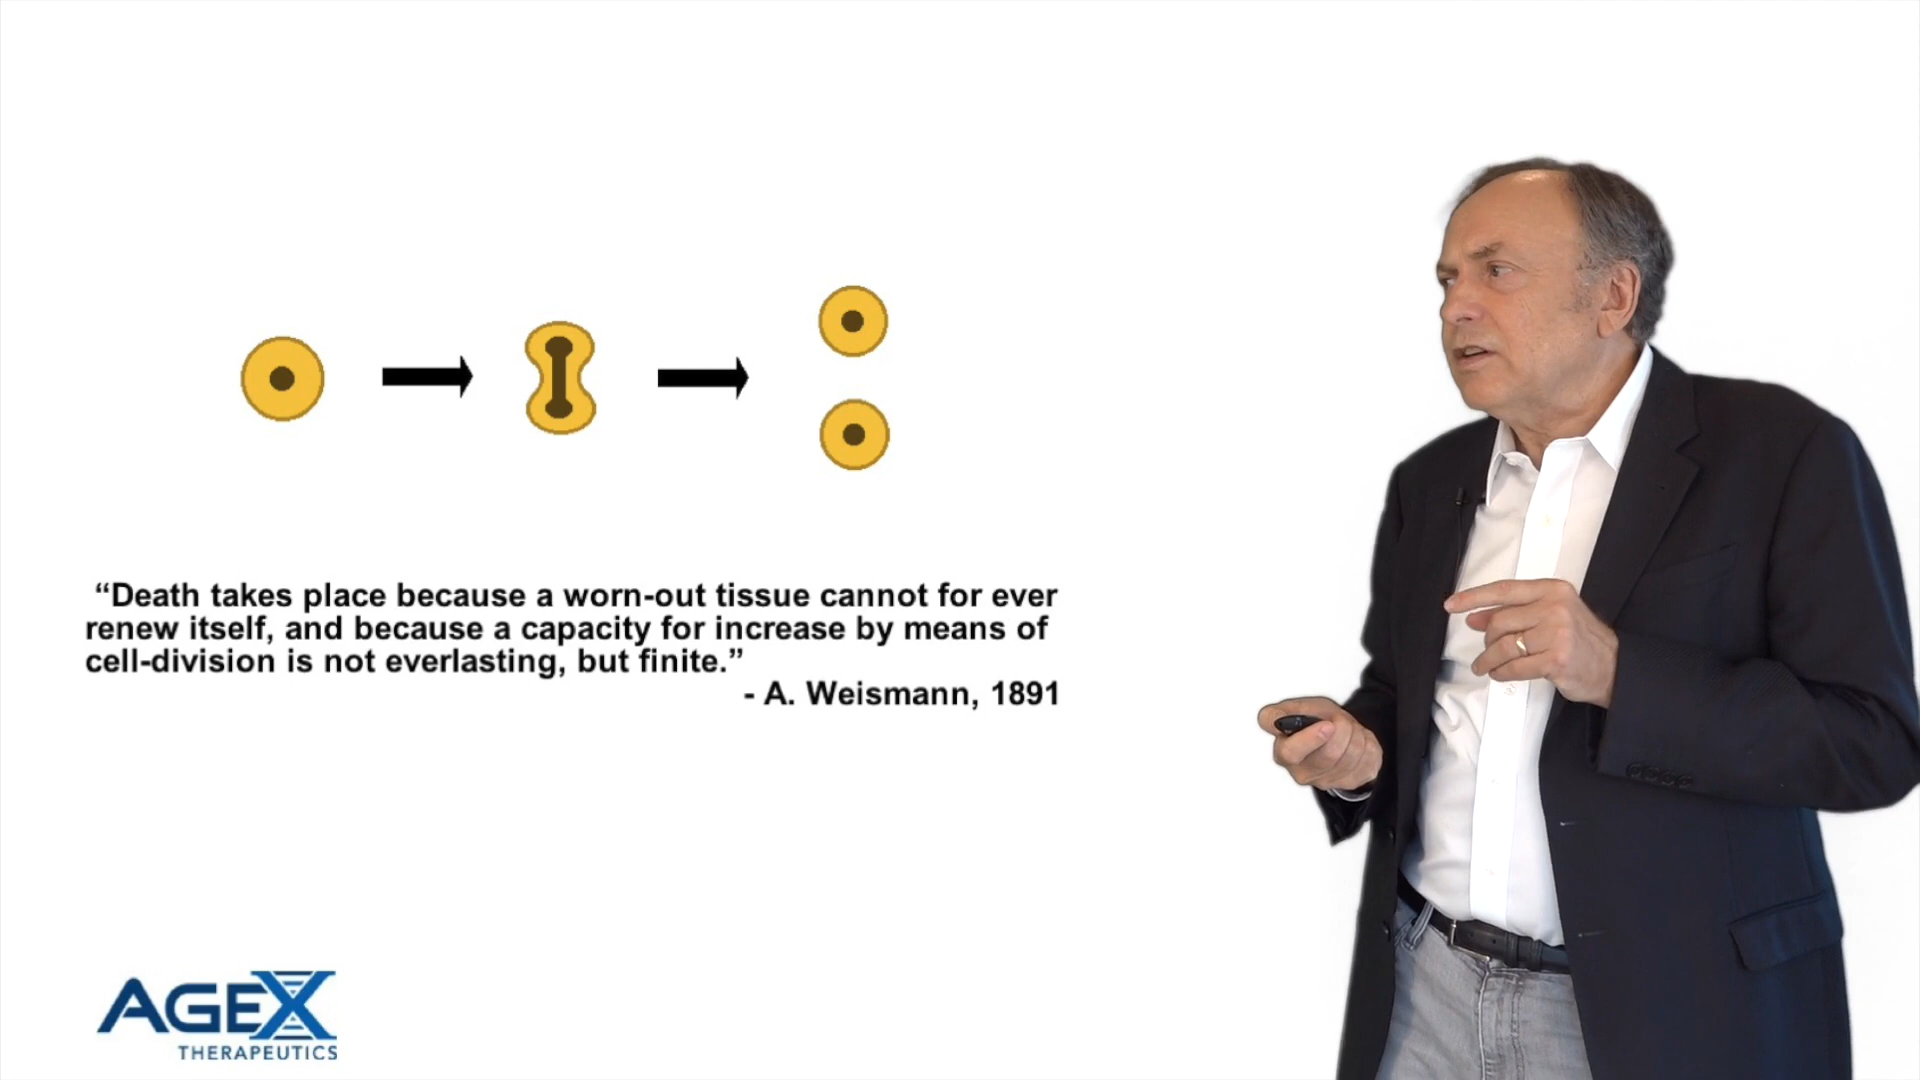 “Death takes place because a worn-out tissue cannot for ever
renew itself, and because a capacity for increase by means of
cell-division is not everlasting, but finite.”
- A. Weismann, 1891
AGEX
THERAPEUTICS